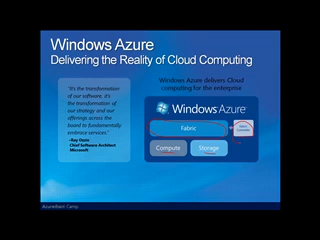 Windows Azure
Delivering the Reality of Cloud Computing
"It's the transformation
of our software, it's
the transformation of
our strategy and our
offerings across the
board to fundamentally
embrace services."
-Ray Ozzie
Chief Software Architect
Microsoft
Windows Azure delivers Cloud
computing for the enterprise
Windows Azure
Fabric
Compute
Storage
Camp